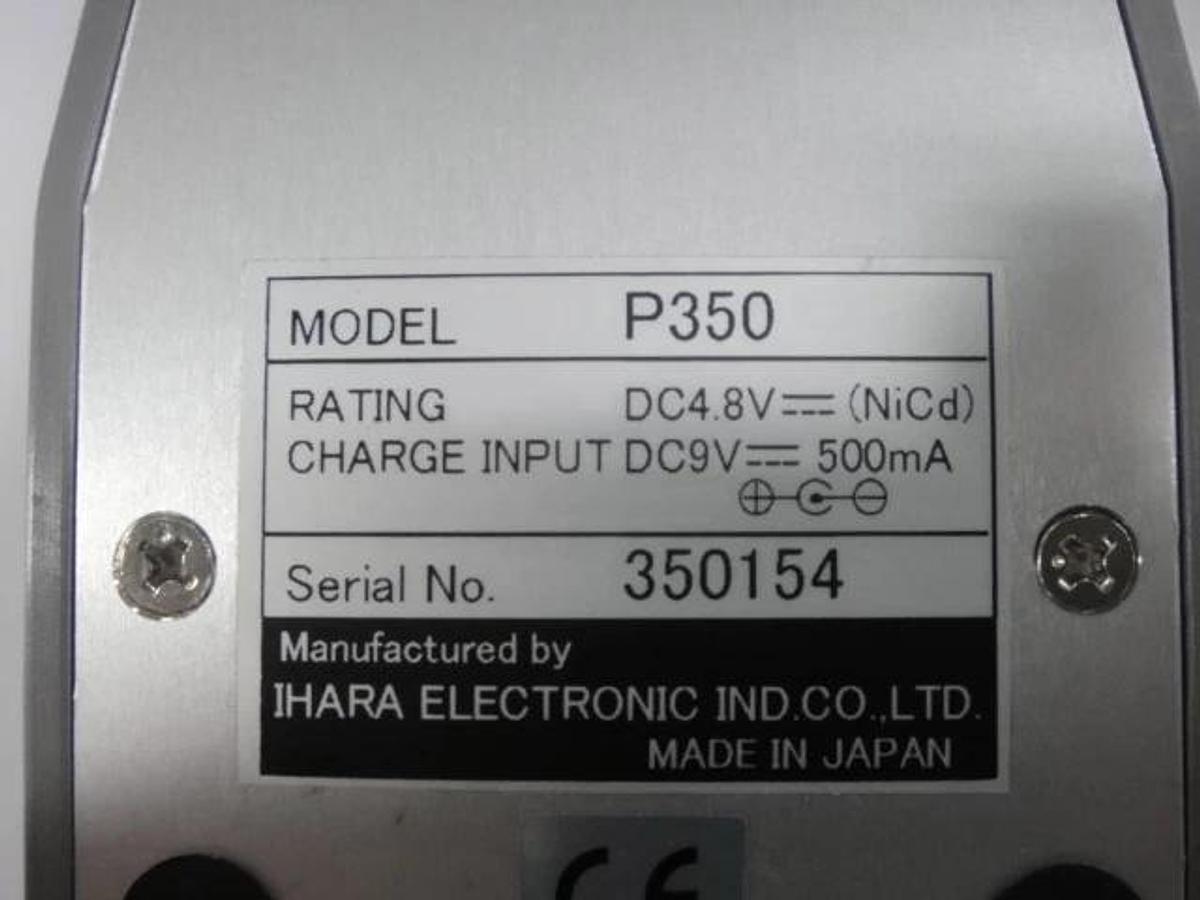 MODEL P350
RATING DC4.8V⎓ (NiCd)
CHARGE INPUT DC9V⎓ 500mA
Serial No. 350154
Manufactured by
IHARA ELECTRONIC IND.CO.,LTD.
MADE IN JAPAN
CE